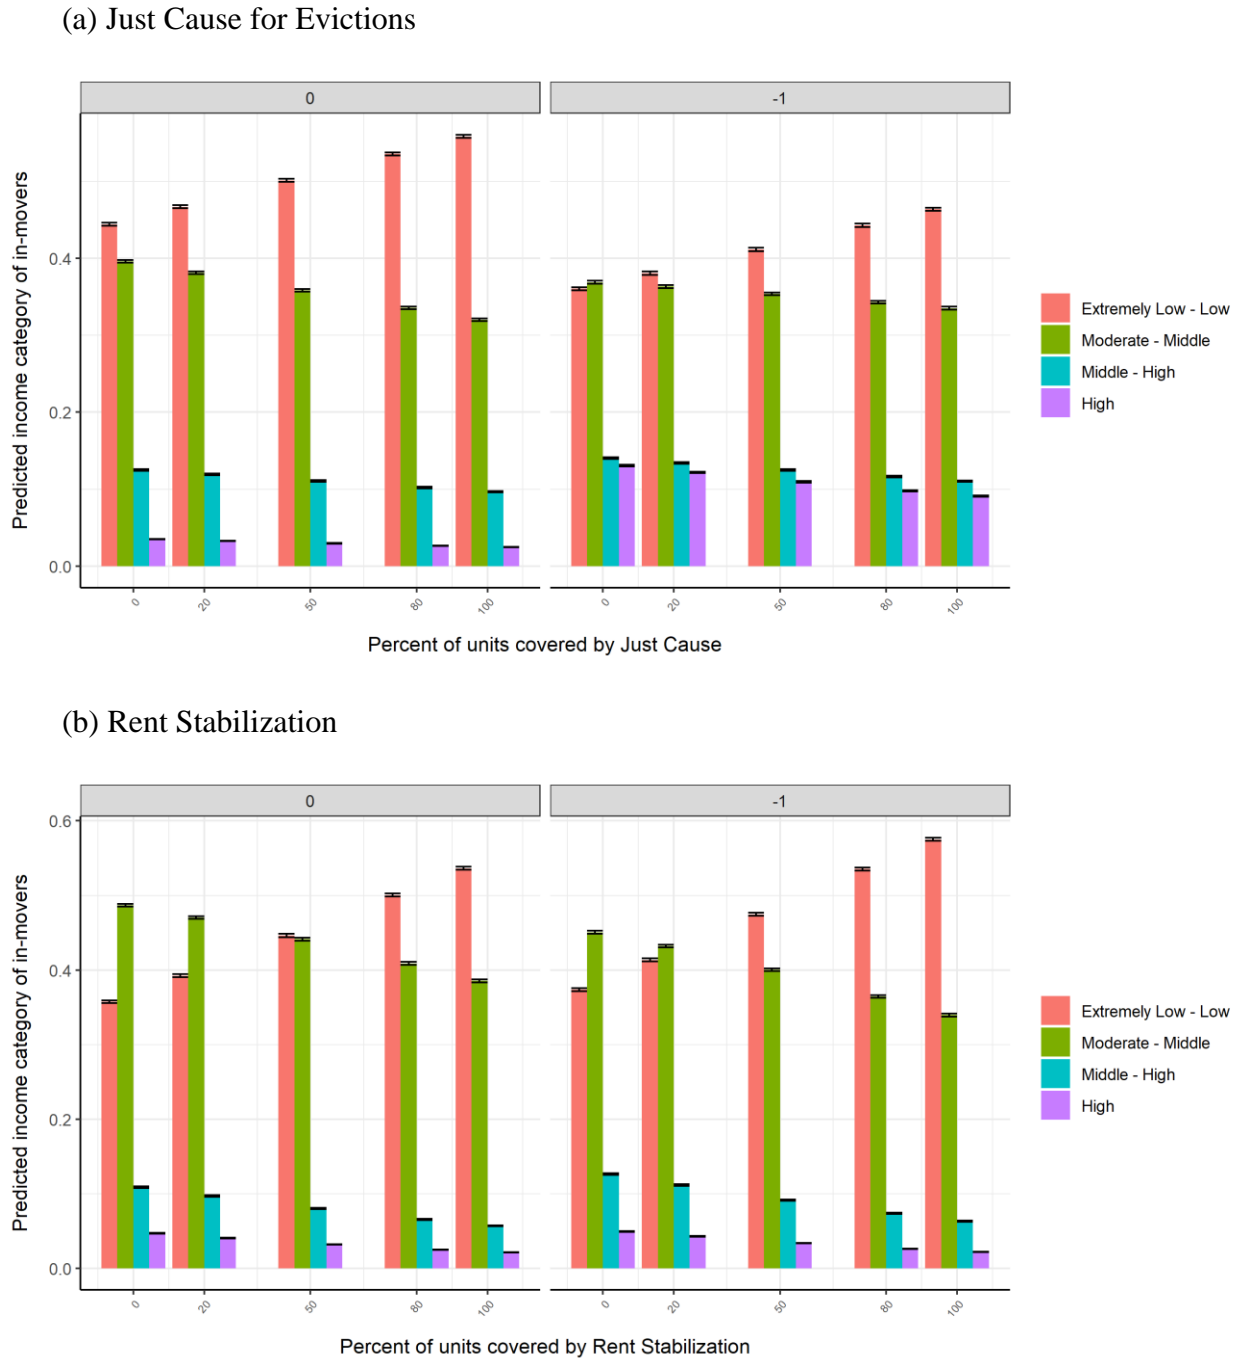 (a) Just Cause for Evictions
0
-1
Predicted income category of in-movers
0.4
0.2
0.0
0
20
50
80
100
0
20
50
80
100
Percent of units covered by Just Cause
Extremely Low - Low
Moderate - Middle
Middle - High
High
(b) Rent Stabilization
0
-1
Predicted income category of in-movers
0.6
0.4
0.2
0.0
0
20
50
80
100
0
20
50
80
100
Percent of units covered by Rent Stabilization
Extremely Low - Low
Moderate - Middle
Middle - High
High